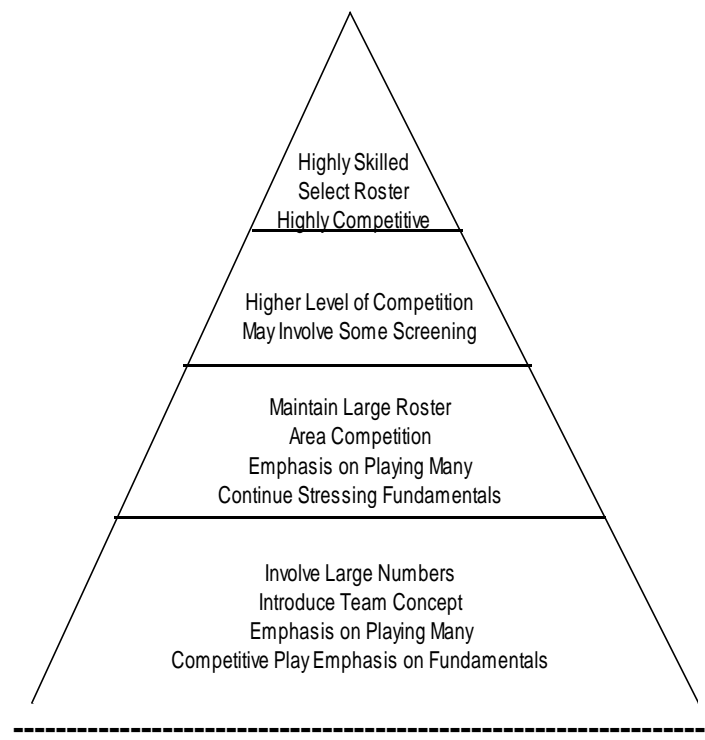 Highly Skilled
Select Roster
Highly Competitive
Higher Level of Competition
May Involve Some Screening
Maintain Large Roster
Area Competition
Emphasis on Playing Many
Continue Stressing Fundamentals
Involve Large Numbers
Introduce Team Concept
Emphasis on Playing Many
Competitive Play Emphasis on Fundamentals